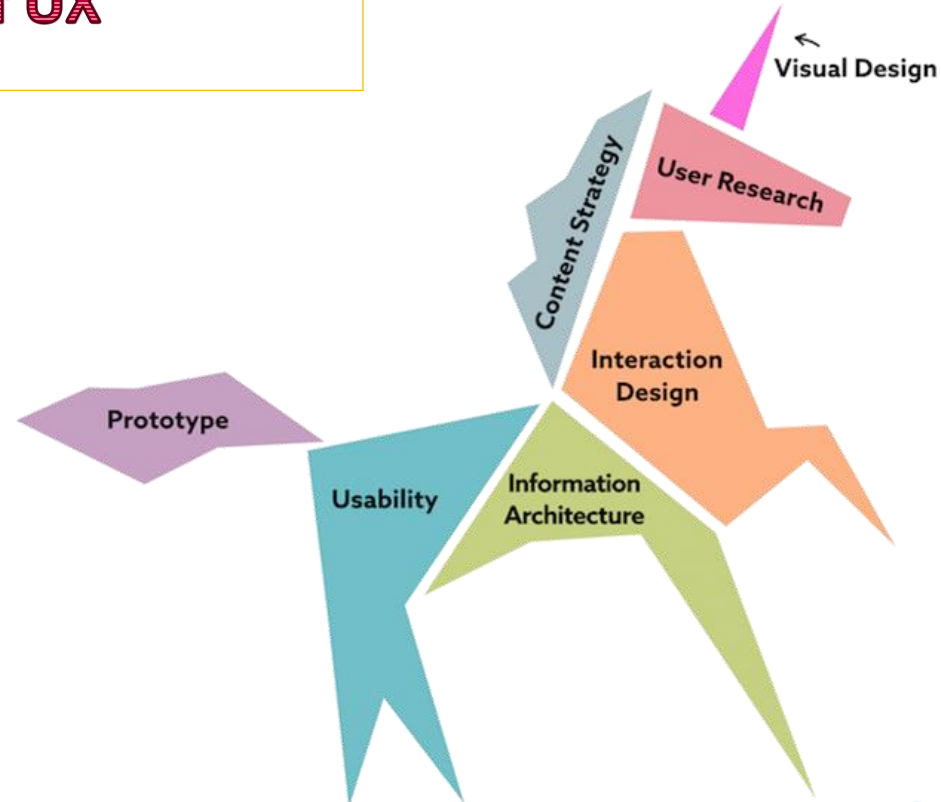 UX
Visual Design
User Research
Content Strategy
Interaction
Design
Prototype
Usability
Information
Architecture